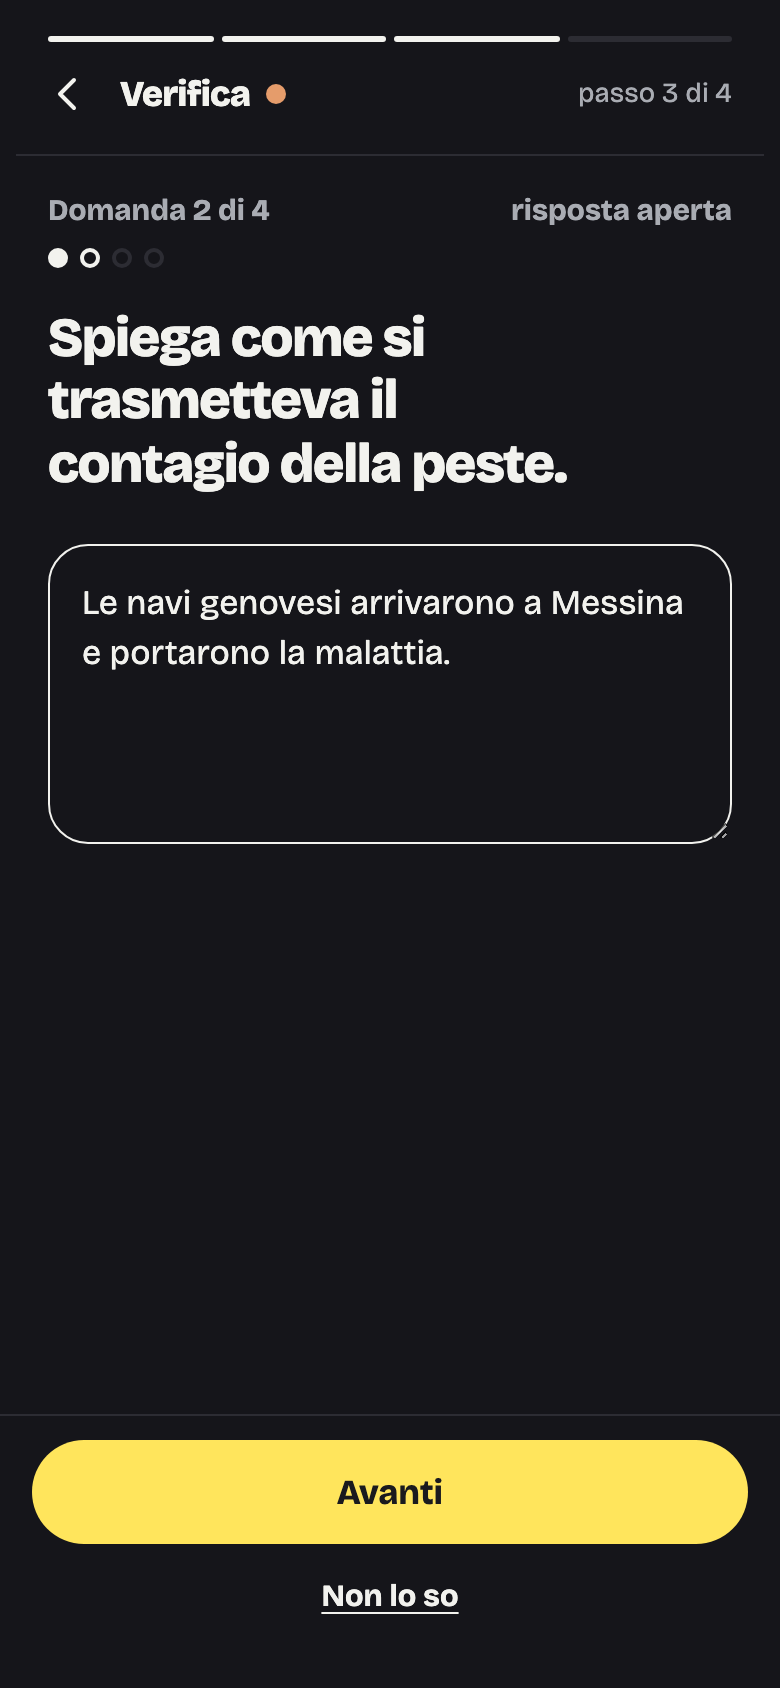 Verifica
passo 3 di 4
Domanda 2 di 4
risposta aperta
Spiega come si
trasmetteva il
contagio della peste.
Le navi genovesi arrivarono a Messina
e portarono la malattia.
Avanti
Non lo so